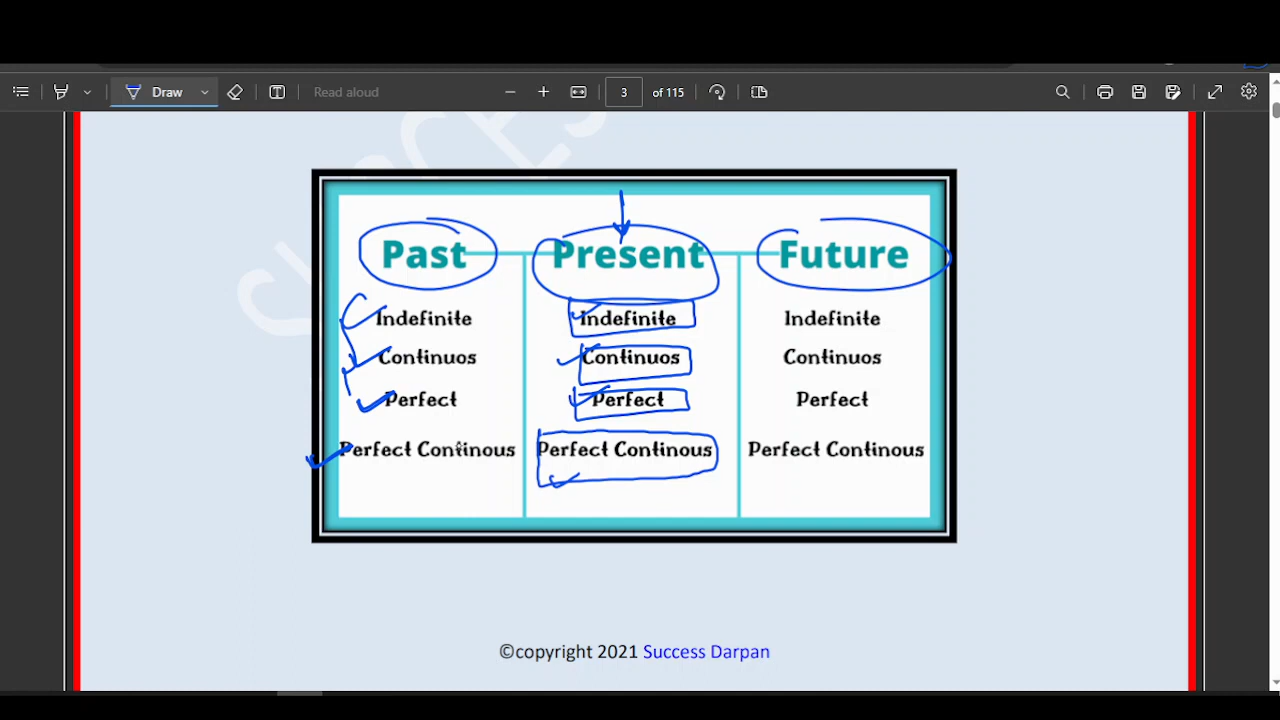 Draw
Read aloud
3 of 115
Past Present Future
Indefinite Indefinite Indefinite
Continuos Continuos Continuos
Perfect Perfect Perfect
Perfect Continous Perfect Continous Perfect Continous
©copyright 2021 Success Darpan